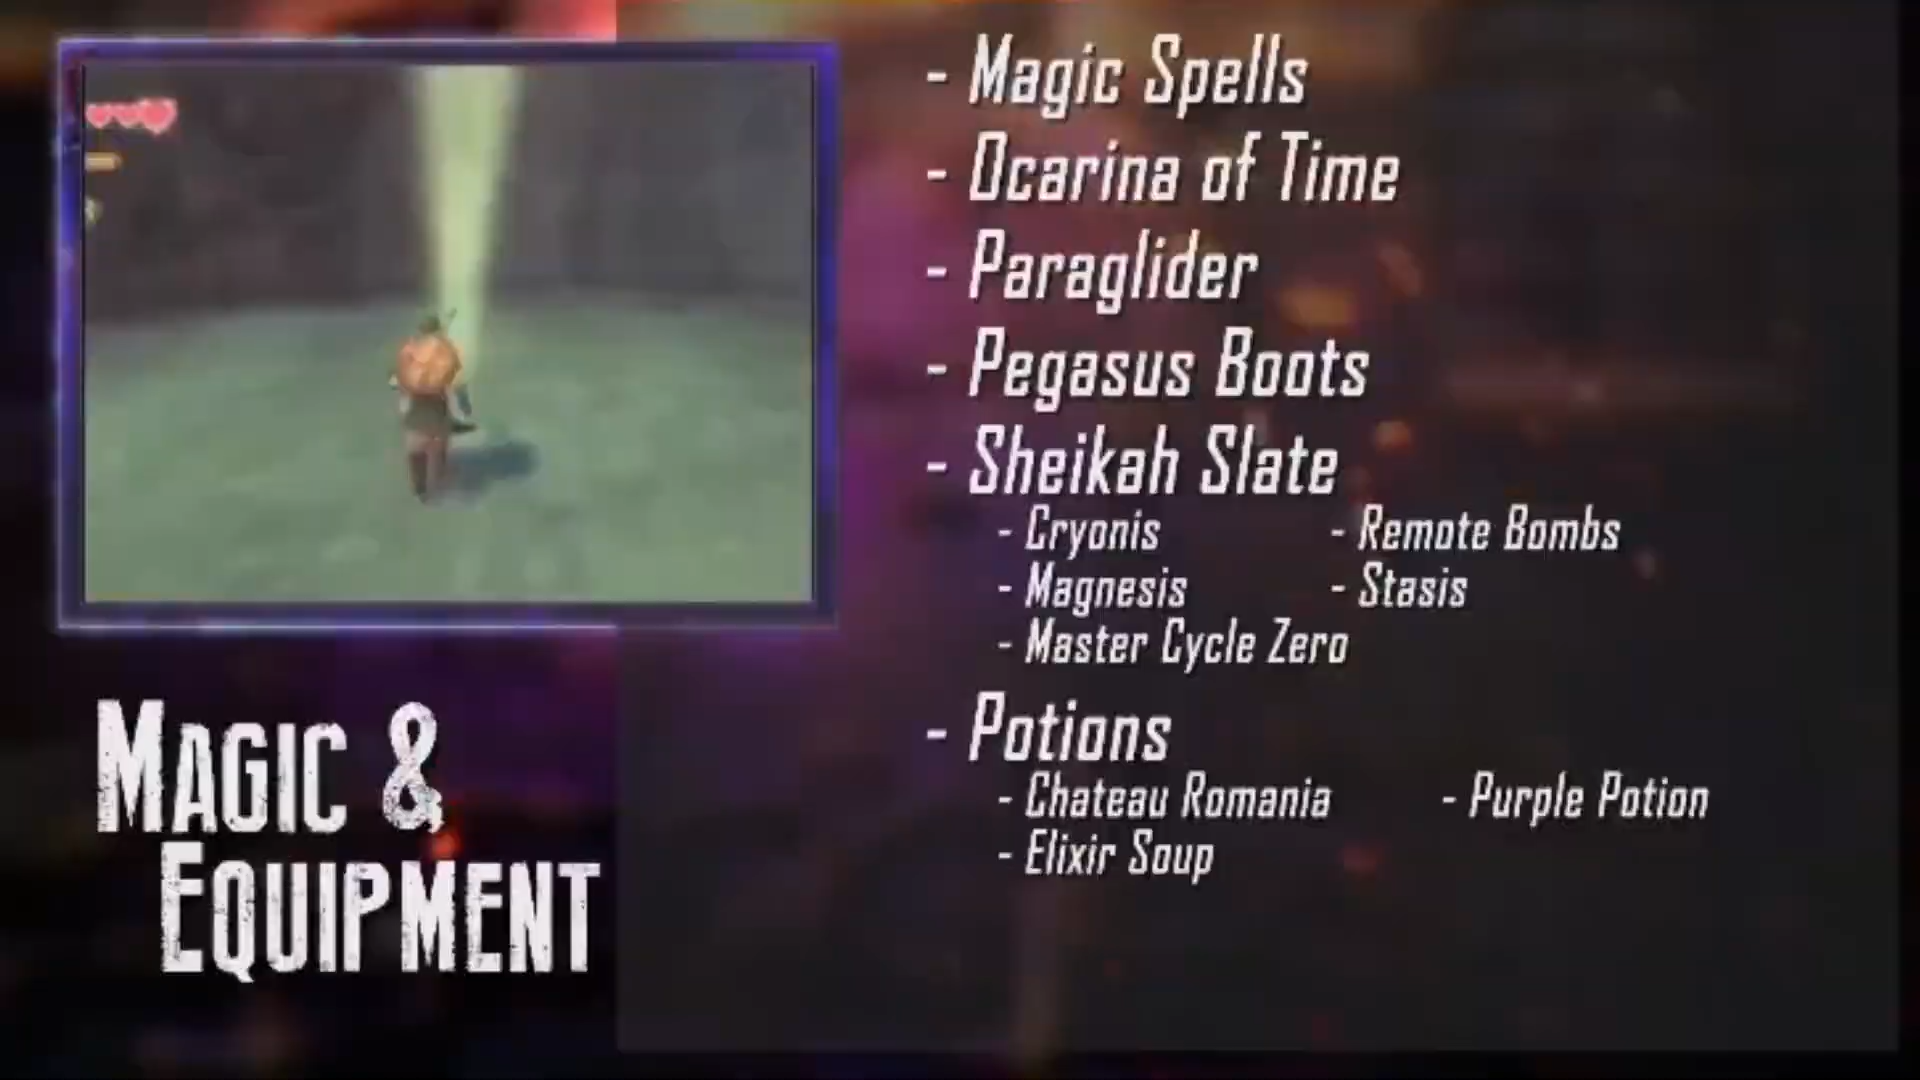 - Magic Spells
- Ocarina of Time
- Paraglider
- Pegasus Boots
- Sheikah Slate
- Cryonis - Remote Bombs
- Magnesis - Stasis
- Master Cycle Zero
- Potions
- Chateau Romania - Purple Potion
- Elixir Soup
MAGIC &
EQUIPMENT